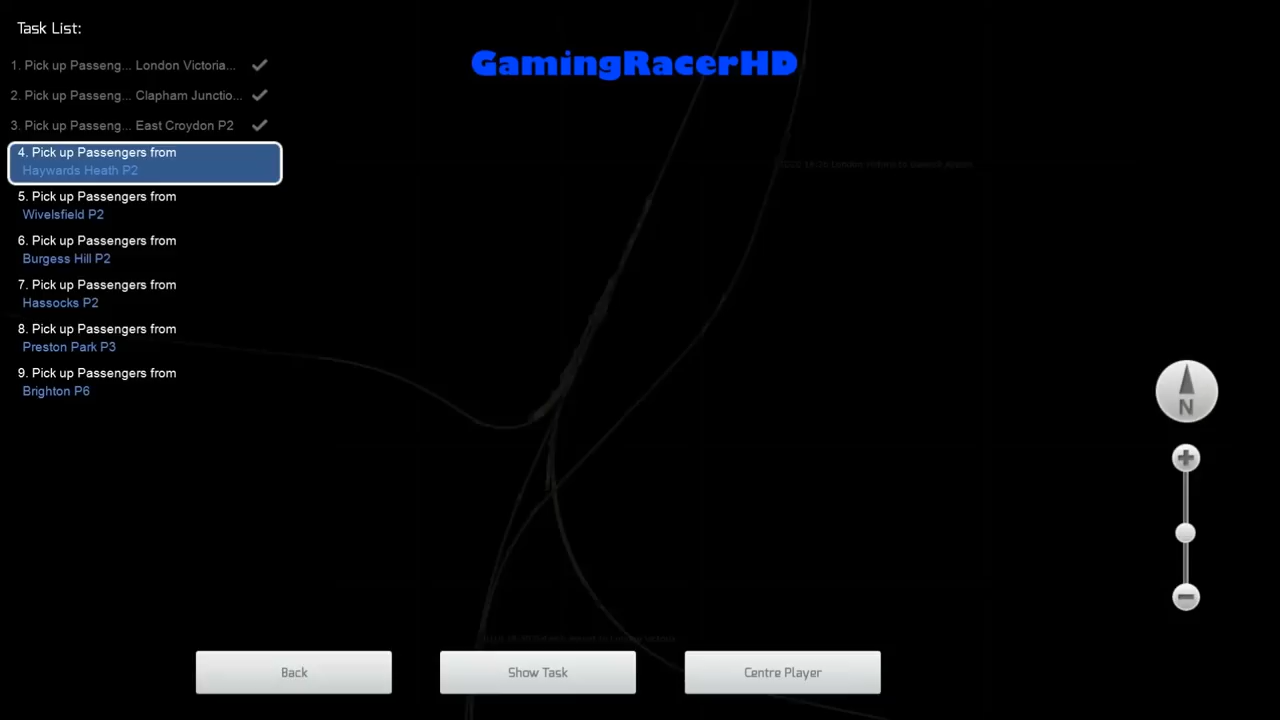 Task List:
GamingRacerHD
1. Pick up Passeng... London Victoria...
2. Pick up Passeng... Clapham Junctio...
3. Pick up Passeng... East Croydon P2
4. Pick up Passengers from
Haywards Heath P2
5. Pick up Passengers from
Wivelsfield P2
6. Pick up Passengers from
Burgess Hill P2
7. Pick up Passengers from
Hassocks P2
8. Pick up Passengers from
Preston Park P3
9. Pick up Passengers from
Brighton P6
N
Back
Show Task
Centre Player